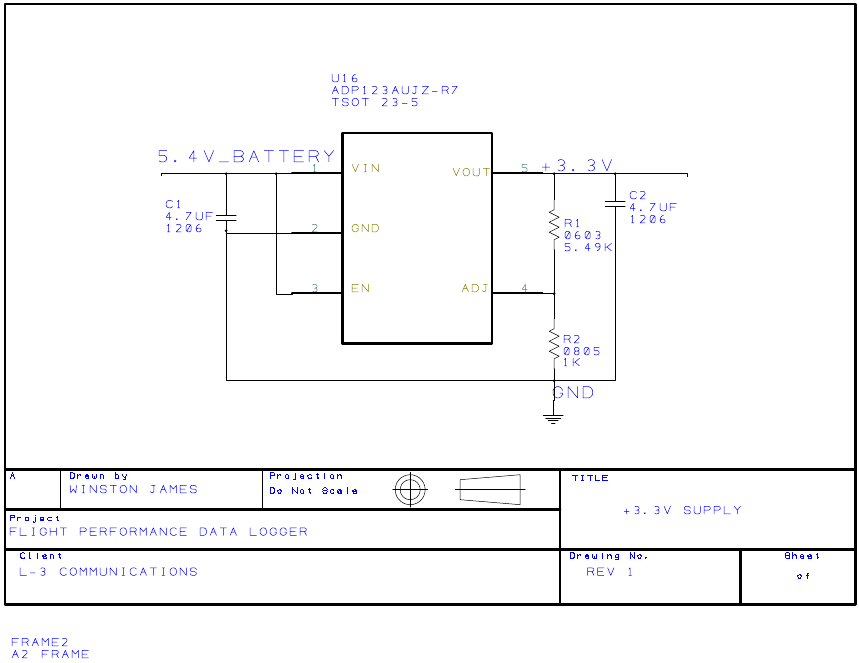 U16
ADP123AUJZ-R7
TSOT 23-5
5.4V_BATTERY
1
VIN
VOUT
5
+3.3V
C1
4.7UF
1206
C2
4.7UF
1206
2
GND
R1
0603
5.49K
3
EN
ADJ
4
R2
0805
1K
GND
A
Drawn by
WINSTON JAMES
Projection
Do Not Scale
TITLE
+3.3V SUPPLY
Project
FLIGHT PERFORMANCE DATA LOGGER
Client
L-3 COMMUNICATIONS
Drawing No.
REV 1
Sheet
of
FRAME2
A2 FRAME